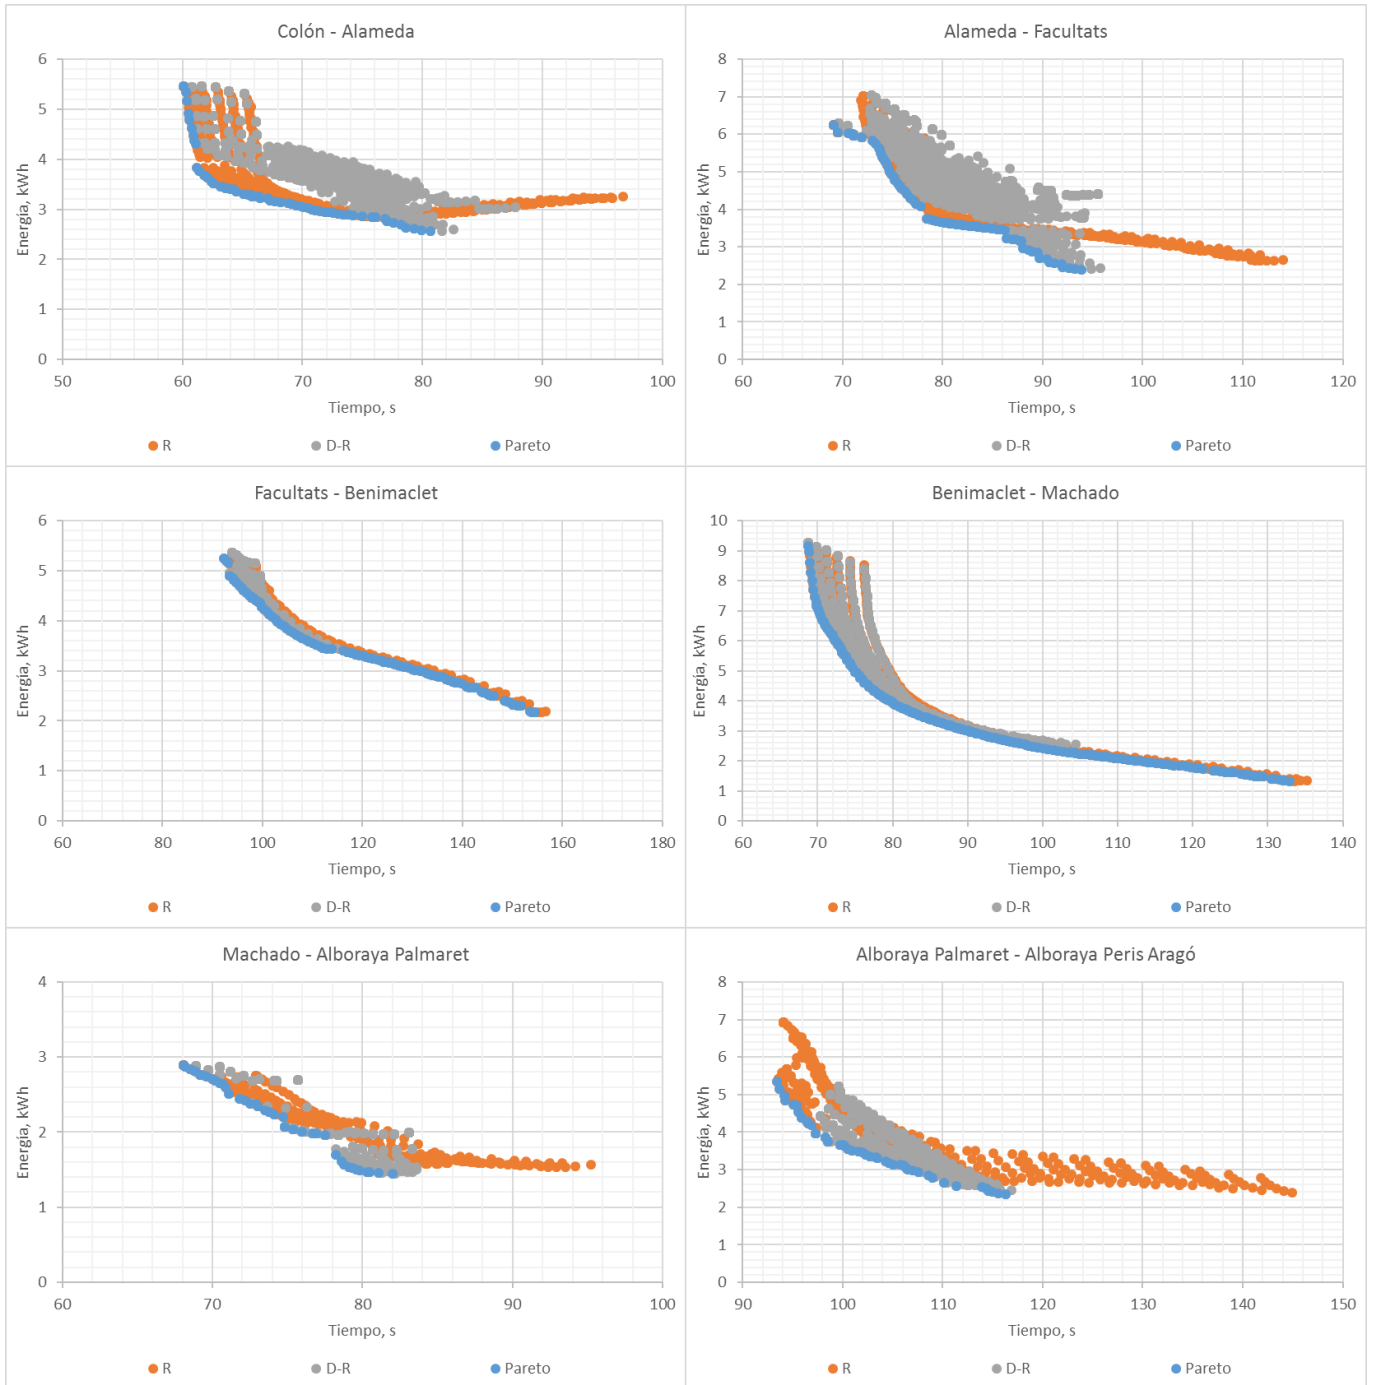 Colón - Alameda
Energía, kWh
6
5
4
3
2
1
0
50 60 70 80 90 100
Tiempo, s
R D-R Pareto
Alameda - Facultats
Energía, kWh
8
7
6
5
4
3
2
1
0
60 70 80 90 100 110 120
Tiempo, s
R D-R Pareto
Facultats - Benimaclet
Energía, kWh
6
5
4
3
2
1
0
60 80 100 120 140 160 180
Tiempo, s
R D-R Pareto
Benimaclet - Machado
Energía, kWh
10
9
8
7
6
5
4
3
2
1
0
60 70 80 90 100 110 120 130 140
Tiempo, s
R D-R Pareto
Machado - Alboraya Palmaret
Energía, kWh
4
3
2
1
0
60 70 80 90 100
Tiempo, s
R D-R Pareto
Alboraya Palmaret - Alboraya Peris Aragó
Energía, kWh
8
7
6
5
4
3
2
1
0
90 100 110 120 130 140 150
Tiempo, s
R D-R Pareto